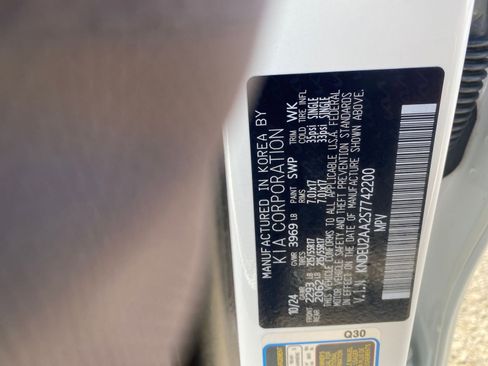 MANUFACTURED IN KOREA BY
KIA CORPORATION
10/24 GVWR 3969 LB PAINT SWP TRIM WK
GAWR TIRES RIMS COLD TIRE INFL
FRONT 2293 LB 215/55R17 7.0Jx17 35psi SINGLE
REAR 2062 LB 215/55R17 7.0Jx17 33psi SINGLE
THIS VEHICLE CONFORMS TO ALL APPLICABLE U.S.A. FEDERAL
MOTOR VEHICLE SAFETY AND THEFT PREVENTION STANDARDS
IN EFFECT ON THE DATE OF MANUFACTURE SHOWN ABOVE.
V.I.N KNDEU2AA2S7742200
MPV
Q30